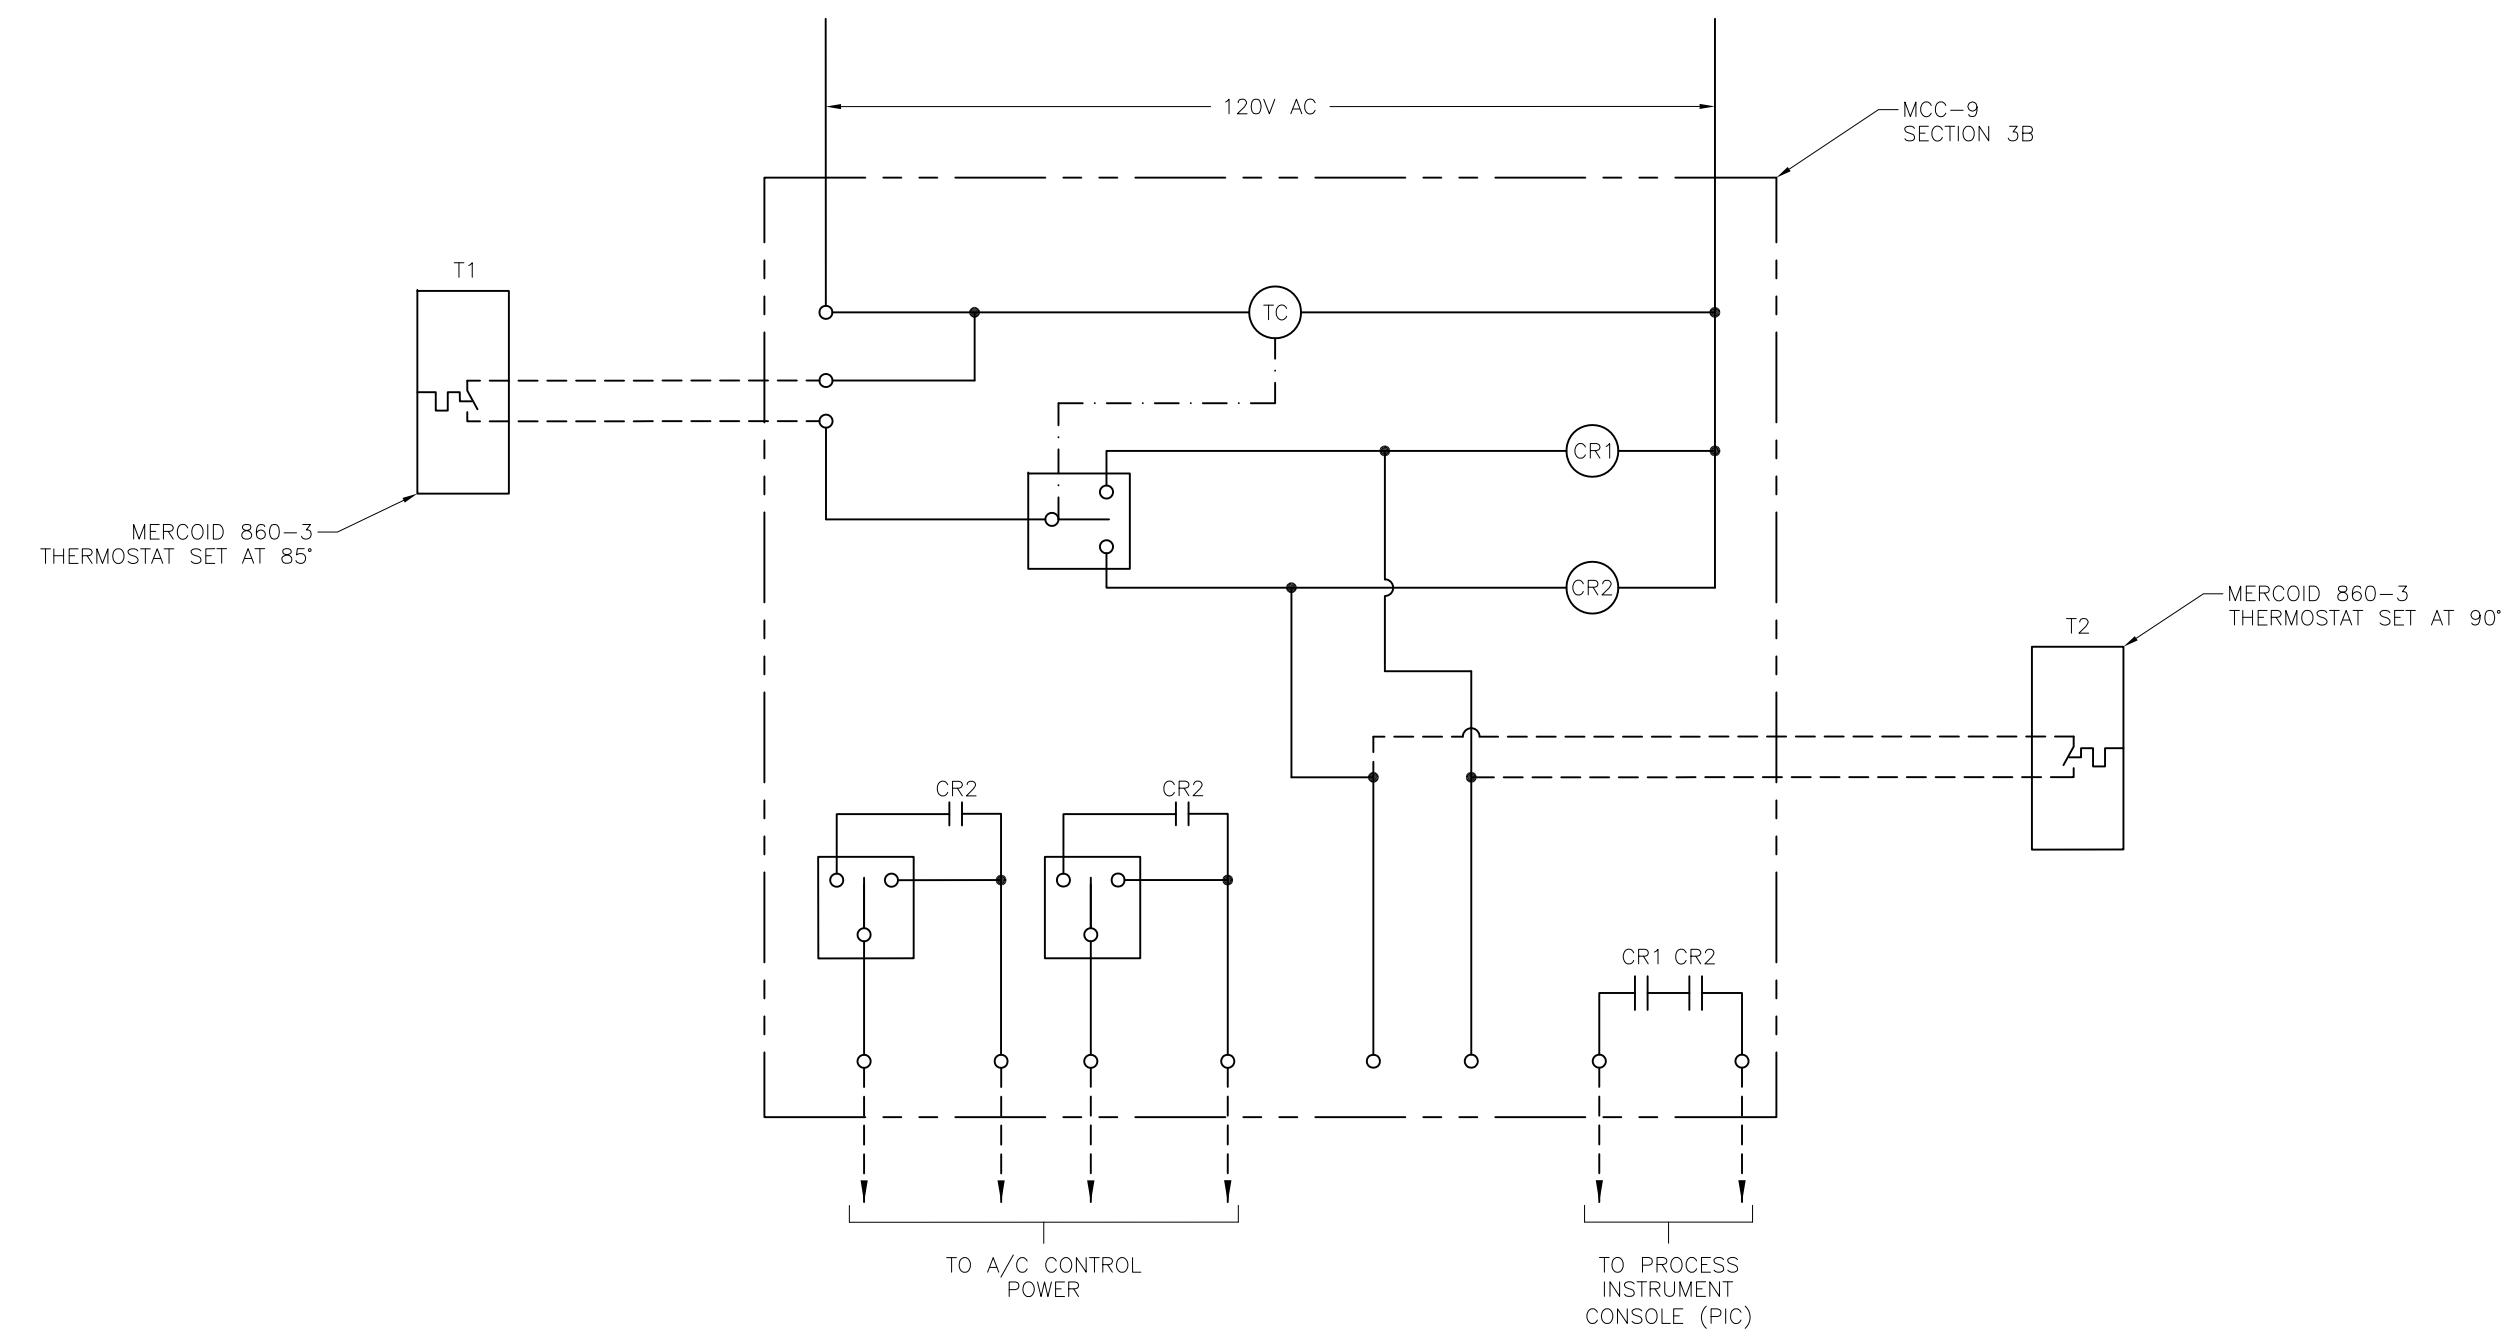 120V AC
MCC-9
SECTION 3B
T1
TC
CR1
MERCOID 860-3
THERMOSTAT SET AT 85°
CR2
MERCOID 860-3
THERMOSTAT SET AT 90°
T2
CR2
CR2
CR1 CR2
TO A/C CONTROL
POWER
TO PROCESS
INSTRUMENT
CONSOLE (PIC)